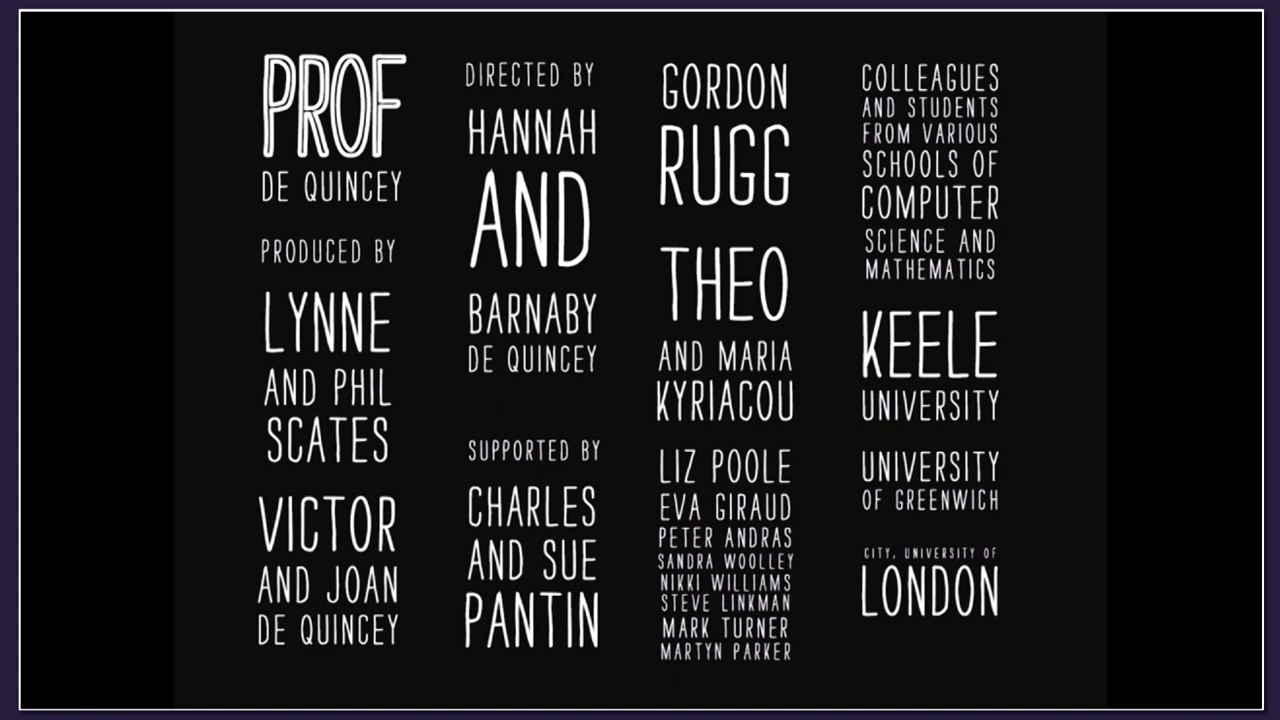 PROF
DE QUINCEY
PRODUCED BY
LYNNE
AND PHIL
SCATES
VICTOR
AND JOAN
DE QUINCEY
DIRECTED BY
HANNAH
AND
BARNABY
DE QUINCEY
SUPPORTED BY
CHARLES
AND SUE
PANTIN
GORDON
RUGG
THEO
AND MARIA
KYRIACOU
LIZ POOLE
EVA GIRAUD
PETER ANDRAS
SANDRA WOOLLEY
NIKKI WILLIAMS
STEVE LINKMAN
MARK TURNER
MARTYN PARKER
COLLEAGUES
AND STUDENTS
FROM VARIOUS
SCHOOLS OF
COMPUTER
SCIENCE AND
MATHEMATICS
KEELE
UNIVERSITY
UNIVERSITY
OF GREENWICH
CITY, UNIVERSITY OF
LONDON